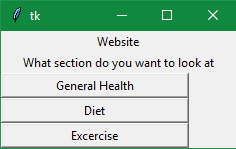 tk
Website
What section do you want to look at
General Health
Diet
Excercise